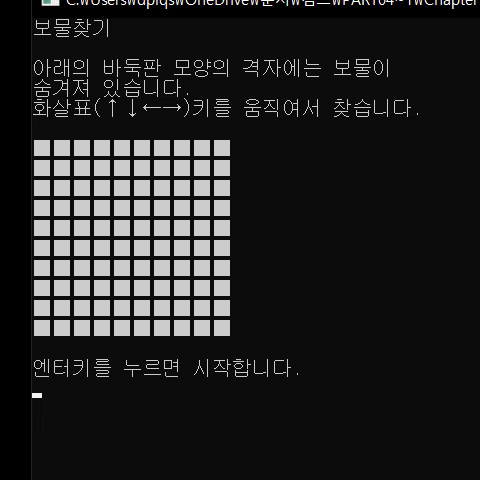 보물찾기
아래의 바둑판 모양의 격자에는 보물이
숨겨져 있습니다.
화살표(↑↓←→)키를 움직여서 찾습니다.
엔터키를 누르면 시작합니다.